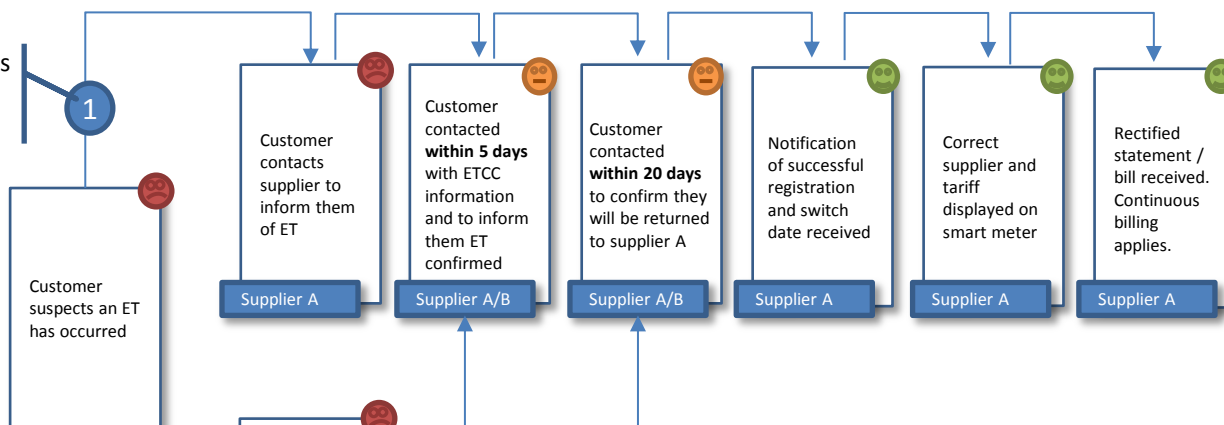 s
1
Customer
suspects an ET
has occurred
Customer
contacts
supplier to
inform them
of ET
Supplier A
Customer
contacted
within 5 days
with ETCC
information
and to inform
them ET
confirmed
Supplier A/B
Customer
contacted
within 20 days
to confirm they
will be returned
to supplier A
Supplier A/B
Notification
of successful
registration
and switch
date received
Supplier A
Correct
supplier and
tariff
displayed on
smart meter
Supplier A
Rectified
statement /
bill received.
Continuous
billing
applies.
Supplier A